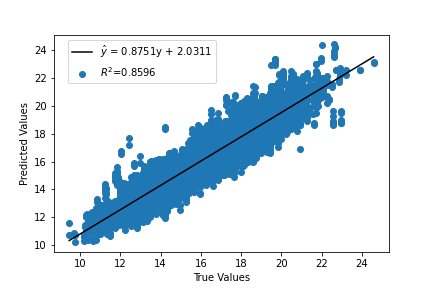 24
22
20
18
16
14
12
10
Predicted Values
ŷ = 0.8751y + 2.0311
R²=0.8596
10 12 14 16 18 20 22 24
True Values